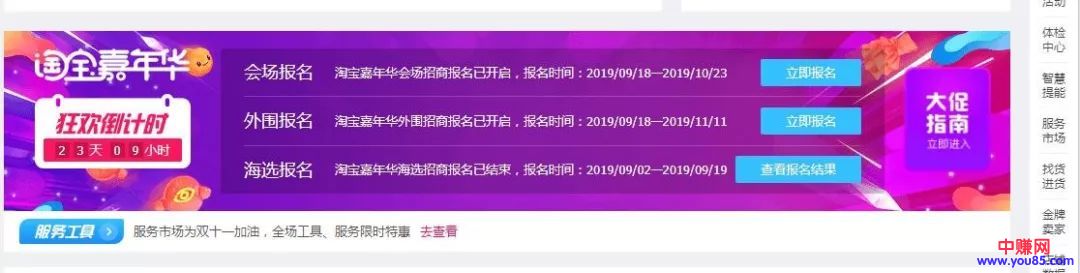 活动
淘宝嘉年华
狂欢倒计时
23天09小时
会场报名 淘宝嘉年华会场招商报名已开启，报名时间：2019/09/18—2019/10/23 立即报名
外围报名 淘宝嘉年华外围招商报名已开启，报名时间：2019/09/18—2019/11/11 立即报名
海选报名 淘宝嘉年华海选招商报名已结束，报名时间：2019/09/02—2019/09/19 查看报名结果
大促
指南
立即进入
服务工具 服务市场为双十一加油，全场工具、服务限时特惠 去查看
体检
中心
智慧
提能
服务
市场
找货
进货
金牌
卖家
中赚网
www.you85.com